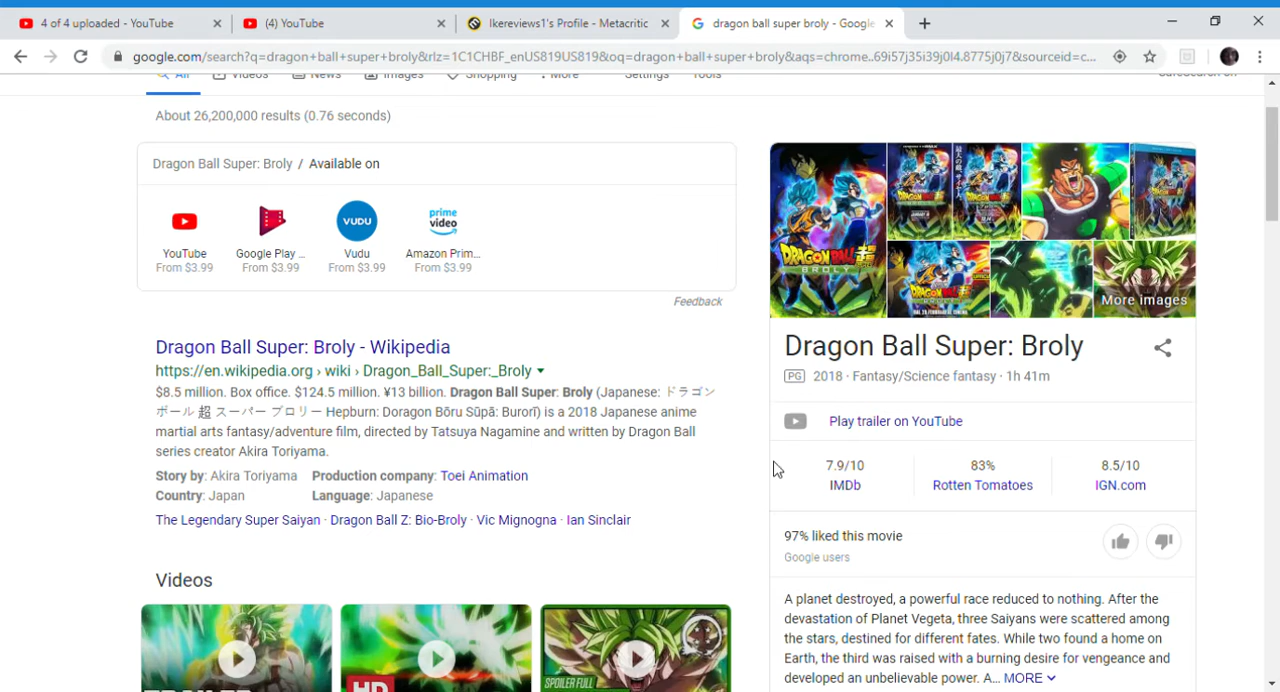 4 of 4 uploaded - YouTube
(4) YouTube
Ikereviews1's Profile - Metacritic
dragon ball super broly - Google
google.com/search?q=dragon+ball+super+broly&rlz=1C1CHBF_enUS819US819&oq=dragon+ball+super+broly&aqs=chrome..69i57j35i39j0l4.8775j0j7&sourceid=c...
All
Videos
News
Images
Shopping
More
Settings
Tools
SafeSearch on
About 26,200,000 results (0.76 seconds)
Dragon Ball Super: Broly / Available on
VUDU
prime video
YouTube
Google Play ...
Vudu
Amazon Prim...
From $3.99
From $3.99
From $3.99
From $3.99
Feedback
Dragon Ball Super: Broly - Wikipedia
https://en.wikipedia.org › wiki › Dragon_Ball_Super:_Broly
$8.5 million. Box office. $124.5 million. ¥13 billion. Dragon Ball Super: Broly (Japanese: ドラゴン
ボール 超 スーパー ブロリー Hepburn: Doragon Bōru Sūpā: Burorī) is a 2018 Japanese anime
martial arts fantasy/adventure film, directed by Tatsuya Nagamine and written by Dragon Ball
series creator Akira Toriyama.
Story by: Akira Toriyama Production company: Toei Animation
Country: Japan Language: Japanese
The Legendary Super Saiyan · Dragon Ball Z: Bio-Broly · Vic Mignogna · Ian Sinclair
Videos
TRAILER
HD
SPOILER FULL
DRAGON BALL超
BROLY
More images
Dragon Ball Super: Broly
PG 2018 · Fantasy/Science fantasy · 1h 41m
Play trailer on YouTube
7.9/10
IMDb
83%
Rotten Tomatoes
8.5/10
IGN.com
97% liked this movie
Google users
A planet destroyed, a powerful race reduced to nothing. After the
devastation of Planet Vegeta, three Saiyans were scattered among
the stars, destined for different fates. While two found a home on
Earth, the third was raised with a burning desire for vengeance and
developed an unbelievable power. A... MORE